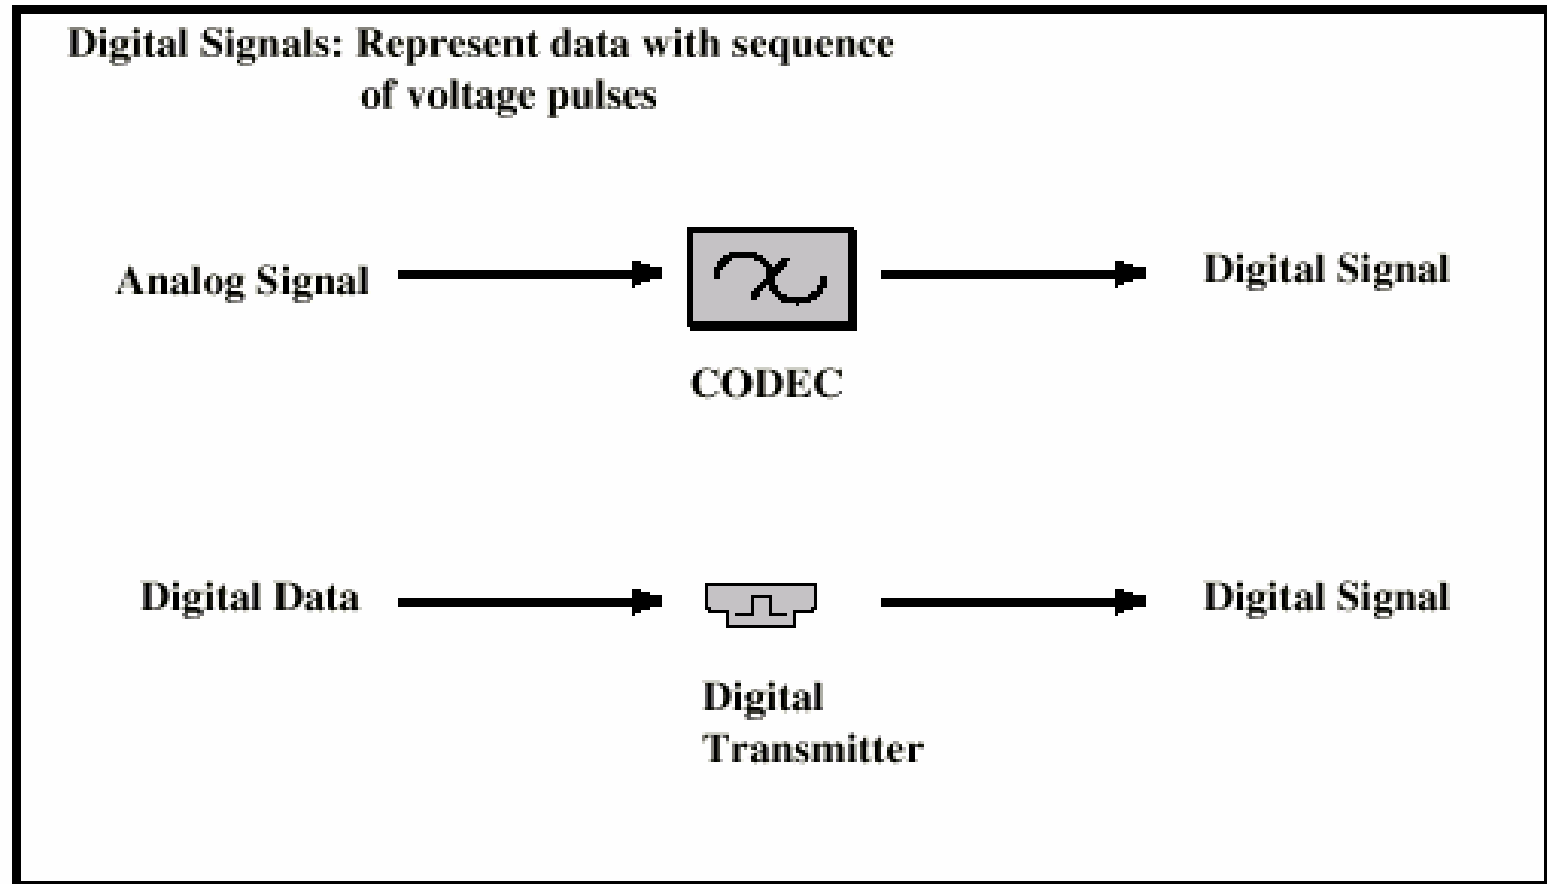 Digital Signals: Represent data with sequence
of voltage pulses
Analog Signal
Digital Signal
CODEC
Digital Data
Digital Signal
Digital
Transmitter